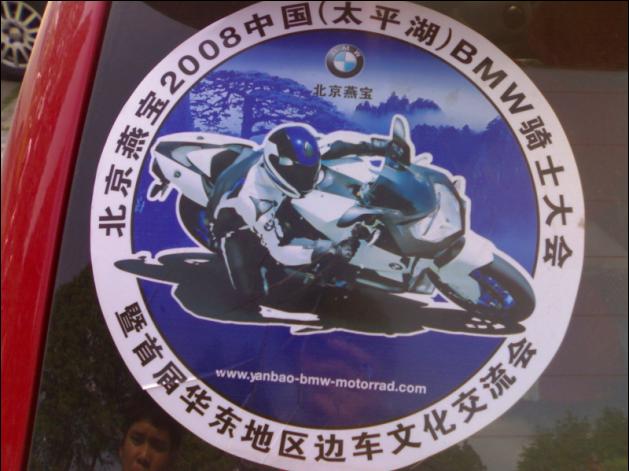 北京燕宝2008中国(太平湖)BMW骑士大会
BMW
北京燕宝
www.yanbao-bmw-motorrad.com
暨首届华东地区边车文化交流会